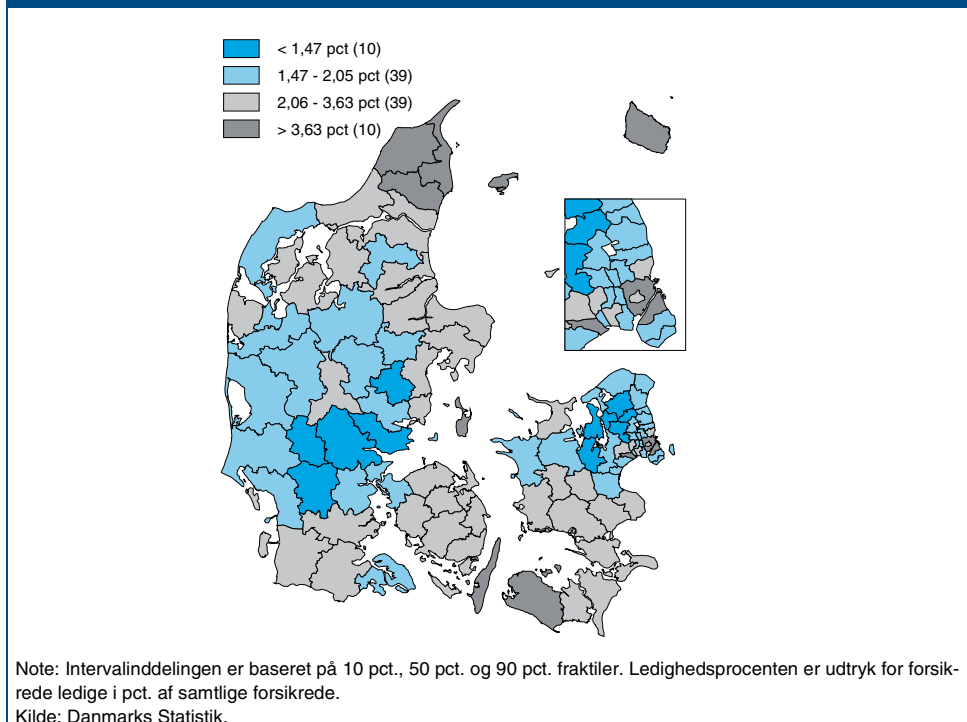 < 1,47 pct (10)
1,47 - 2,05 pct (39)
2,06 - 3,63 pct (39)
> 3,63 pct (10)
Note: Intervalinddelingen er baseret på 10 pct., 50 pct. og 90 pct. fraktiler. Ledighedsprocenten er udtryk for forsik-
rede ledige i pct. af samtlige forsikrede.
Kilde: Danmarks Statistik.